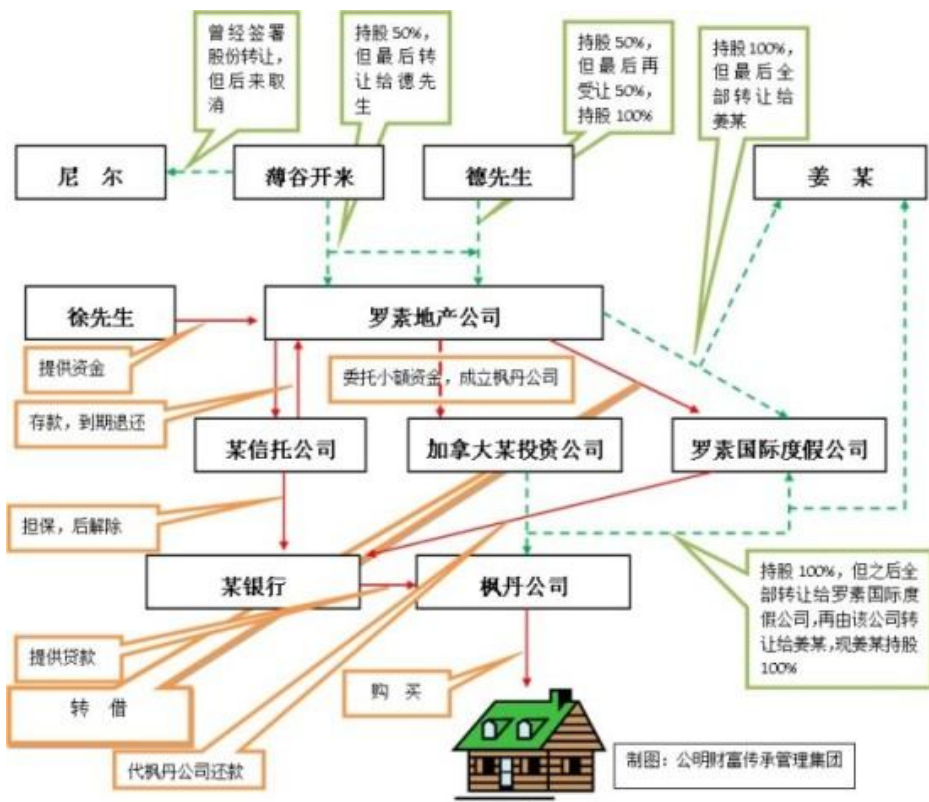 曾经签署
股份转让，
但后来取
消
持股 50%，
但最后转
让给德先
生
持股 50%，
但最后再
受让 50%，
持股 100%
持股 100%，
但最后全
部转让给
姜某
尼 尔
薄谷开来
德先生
姜 某
徐先生
罗素地产公司
提供资金
委托小额资金，成立枫丹公司
存款，到期退还
某信托公司
加拿大某投资公司
罗素国际度假公司
担保，后解除
某银行
枫丹公司
持股 100%，但之后全
部转让给罗素国际度
假公司,再由该公司转
让给姜某,现姜某持股
100%
提供贷款
转 借
购 买
代枫丹公司还款
制图：公明财富传承管理集团